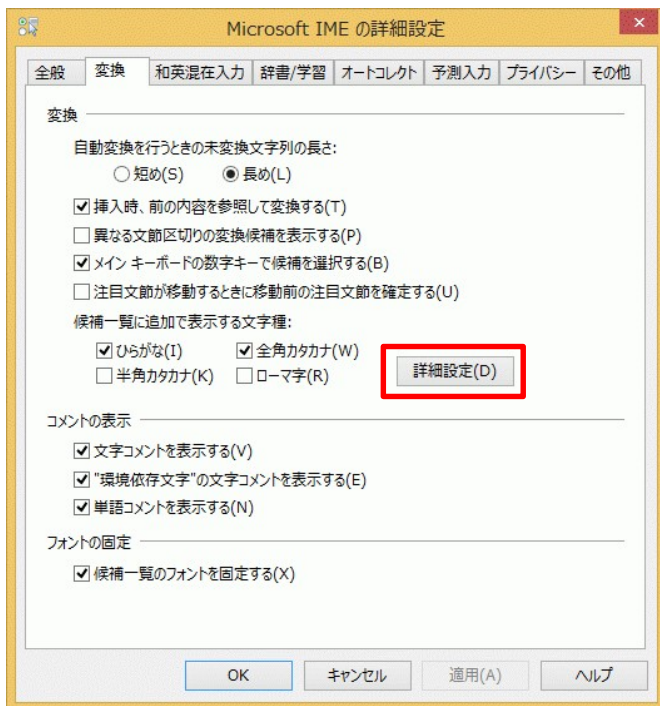 Microsoft IME の詳細設定
全般 変換 和英混在入力 辞書/学習 オートコレクト 予測入力 プライバシー その他
変換
自動変換を行うときの未変換文字列の長さ:
短め(S) 長め(L)
挿入時、前の内容を参照して変換する(T)
異なる文節区切りの変換候補を表示する(P)
メイン キーボードの数字キーで候補を選択する(B)
注目文節が移動するときに移動前の注目文節を確定する(U)
候補一覧に追加で表示する文字種:
ひらがな(I) 全角カタカナ(W)
半角カタカナ(K) ローマ字(R) 詳細設定(D)
コメントの表示
文字コメントを表示する(V)
"環境依存文字"の文字コメントを表示する(E)
単語コメントを表示する(N)
フォントの固定
候補一覧のフォントを固定する(X)
OK キャンセル 適用(A) ヘルプ